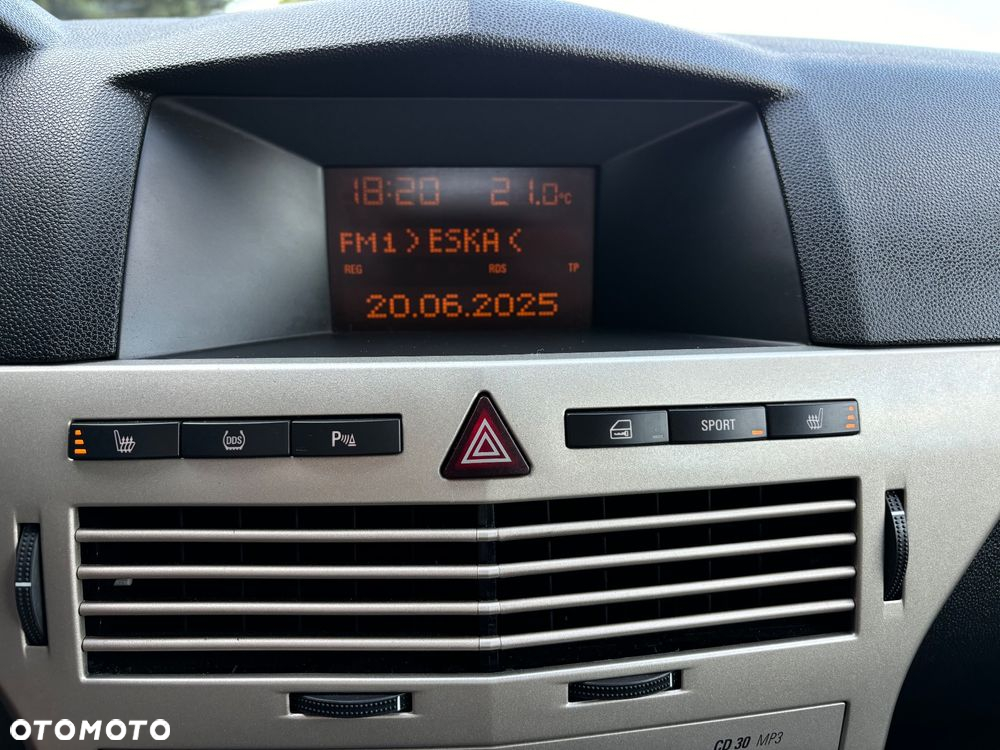 18:20 21.0°C
FM1 > ESKA <
REG RDS TP
20.06.2025
DDS P SPORT
CD 30 MP3
OTOMOTO